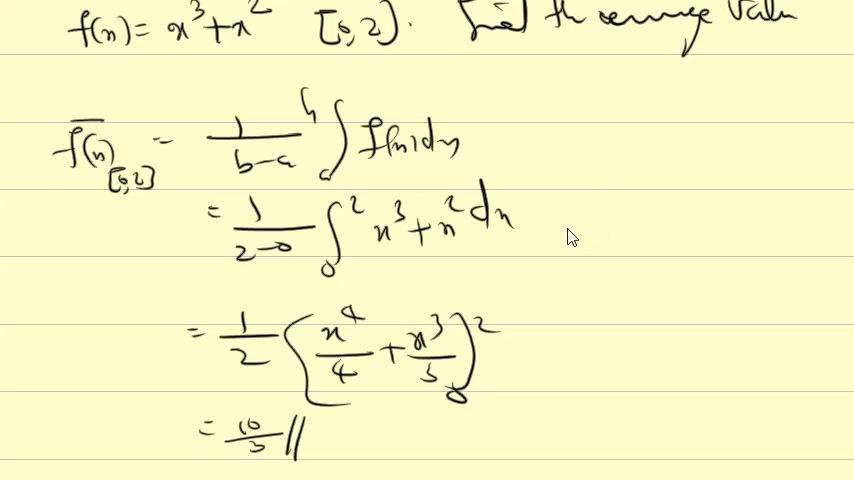 f(x) = x³ + x² [0, 2]. Find the average Value
f̅(x)[0,2] = 1/(b-a) ∫ₐᵇ f(x)dx
= 1/(2-0) ∫₀² x³ + x² dx
= 1/2 [x⁴/4 + x³/3]₀²
= 10/3 //